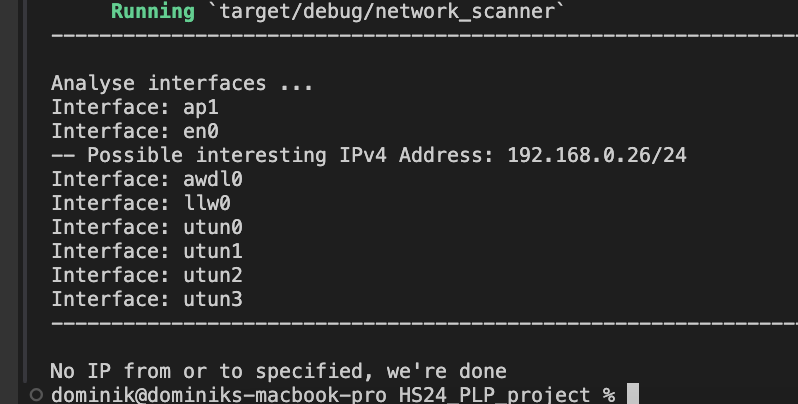 Running `target/debug/network_scanner`
--------------------------------------------------------------
Analyse interfaces ...
Interface: ap1
Interface: en0
-- Possible interesting IPv4 Address: 192.168.0.26/24
Interface: awdl0
Interface: llw0
Interface: utun0
Interface: utun1
Interface: utun2
Interface: utun3
--------------------------------------------------------------
No IP from or to specified, we're done
dominik@dominiks-macbook-pro HS24_PLP_project %